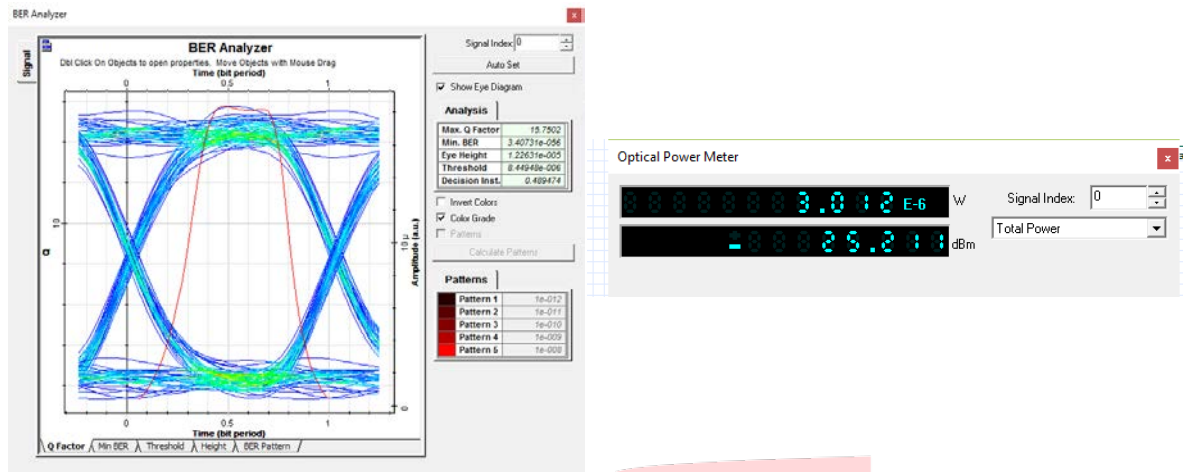 BER Analyzer
x
Signal
BER Analyzer
Dbl Click On Objects to open properties. Move Objects with Mouse Drag
Time (bit period)
0 0.5 1
Q
10
10 µ
0
Amplitude (a.u.)
0 0.5 1
Time (bit period)
Q Factor Min BER Threshold Height BER Pattern
Signal Index: 0
Auto Set
Show Eye Diagram
Analysis
Max. Q Factor 15.7502
Min. BER 3.40731e-056
Eye Height 1.22631e-005
Threshold 8.44948e-006
Decision Inst. 0.489474
Invert Colors
Color Grade
Patterns
Calculate Patterns
Patterns
Pattern 1 1e-012
Pattern 2 1e-011
Pattern 3 1e-010
Pattern 4 1e-009
Pattern 5 1e-008
Optical Power Meter
x
3.012 E-6 W
-25.211 dBm
Signal Index: 0
Total Power